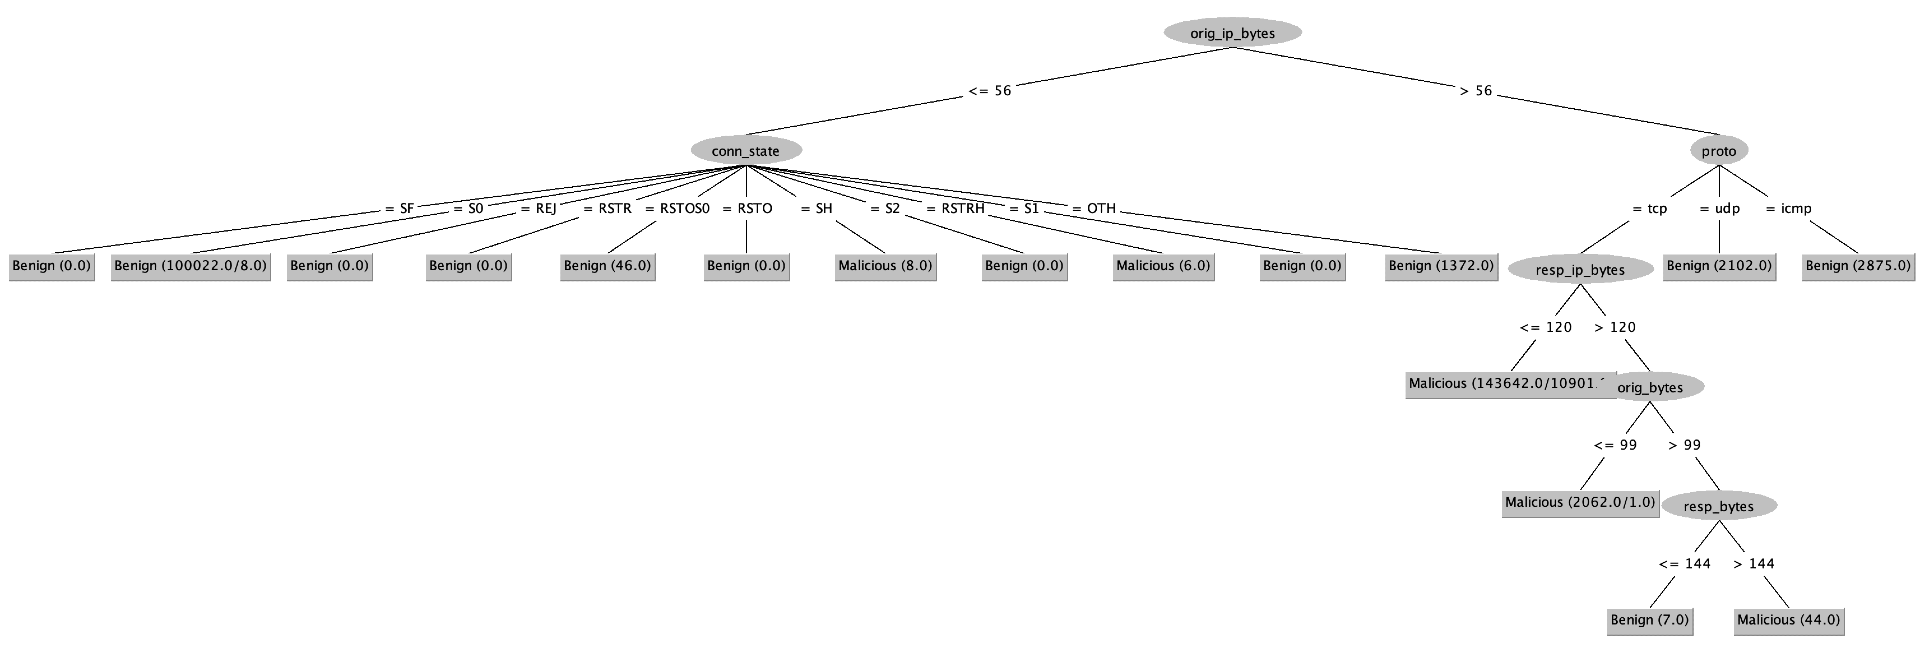 orig_ip_bytes
<= 56
> 56
conn_state
proto
= SF
= S0
= REJ
= RSTR
= RSTOS0
= RSTO
= SH
= S2
= RSTRH
= S1
= OTH
= tcp
= udp
= icmp
Benign (0.0)
Benign (100022.0/8.0)
Benign (0.0)
Benign (0.0)
Benign (46.0)
Benign (0.0)
Malicious (8.0)
Benign (0.0)
Malicious (6.0)
Benign (0.0)
Benign (1372.0)
resp_ip_bytes
Benign (2102.0)
Benign (2875.0)
<= 120
> 120
Malicious (143642.0/10901.
orig_bytes
<= 99
> 99
Malicious (2062.0/1.0)
resp_bytes
<= 144
> 144
Benign (7.0)
Malicious (44.0)